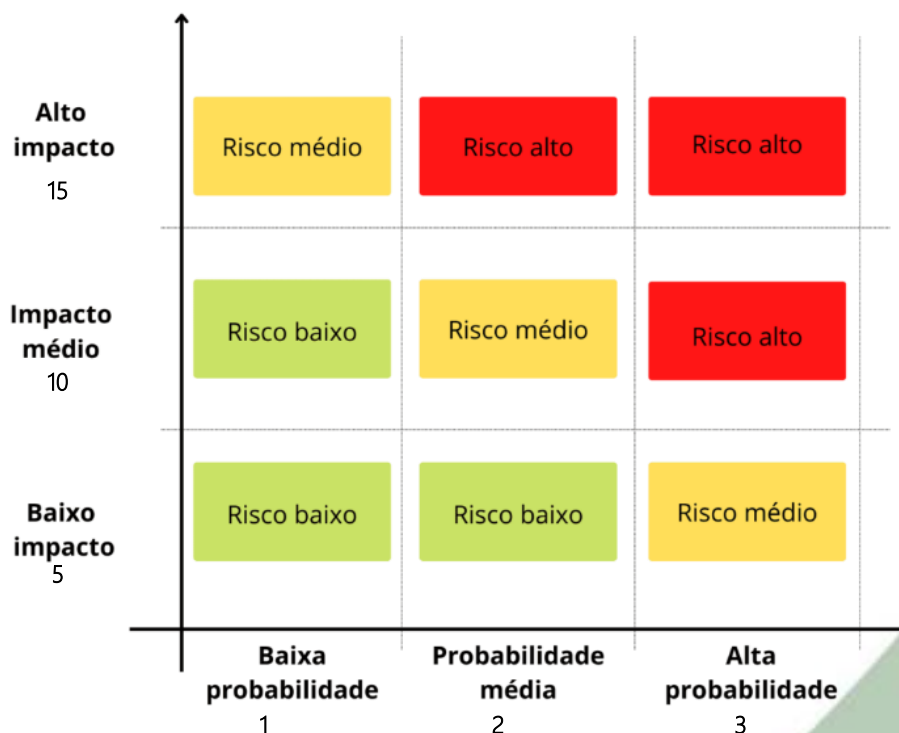 Alto
impacto
15
Risco médio
Risco alto
Risco alto
Impacto
médio
10
Risco baixo
Risco médio
Risco alto
Baixo
impacto
5
Risco baixo
Risco baixo
Risco médio
Baixa
probabilidade
1
Probabilidade
média
2
Alta
probabilidade
3